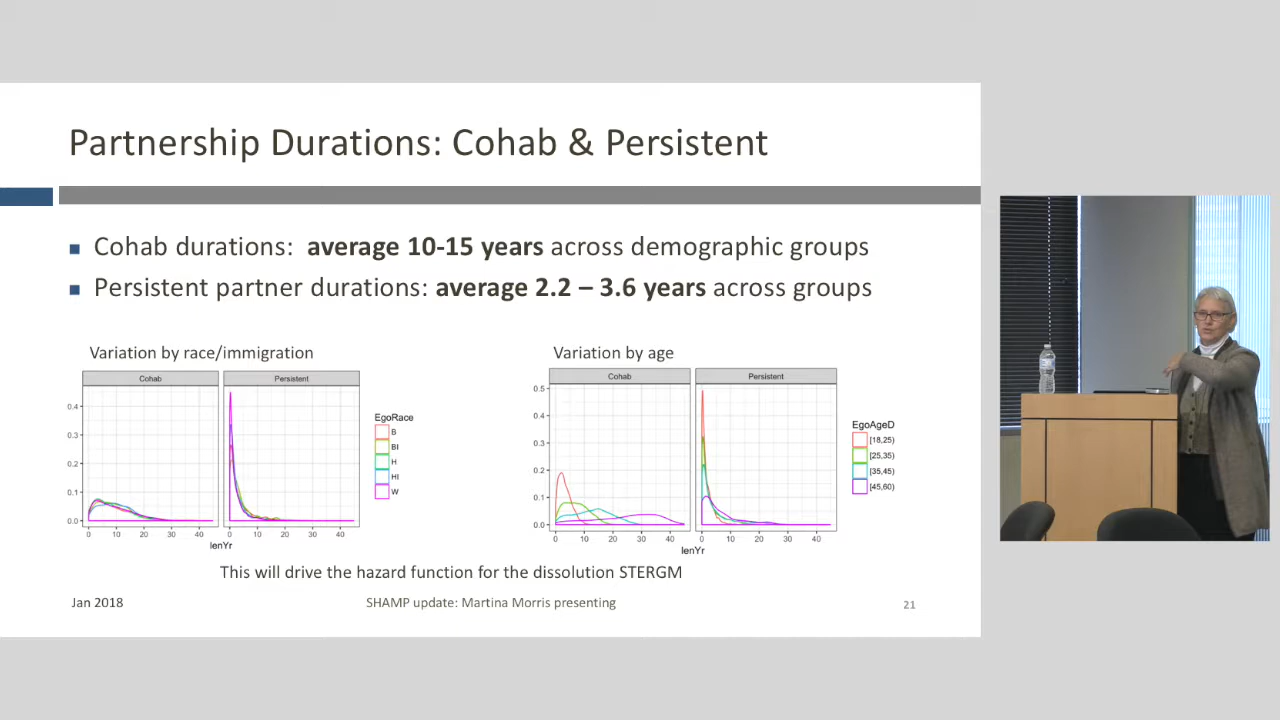 Partnership Durations: Cohab & Persistent
■ Cohab durations: average 10-15 years across demographic groups
■ Persistent partner durations: average 2.2 – 3.6 years across groups
Variation by race/immigration
Cohab
Persistent
0.4
0.3
0.2
0.1
0.0
0 10 20 30 40
0 10 20 30 40
lenYr
EgoRace
B
BI
H
HI
W
Variation by age
Cohab
Persistent
0.5
0.4
0.3
0.2
0.1
0.0
0 10 20 30 40
0 10 20 30 40
lenYr
EgoAgeD
[18,25)
[25,35)
[35,45)
[45,60)
This will drive the hazard function for the dissolution STERGM
Jan 2018
SHAMP update: Martina Morris presenting
21